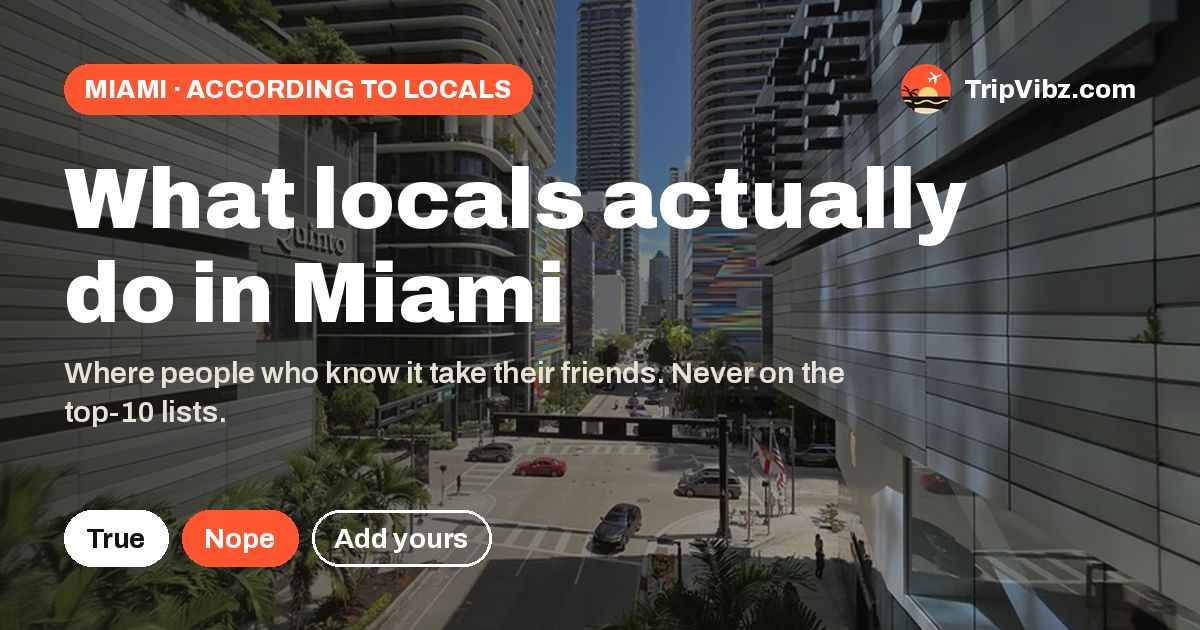 MIAMI · ACCORDING TO LOCALS
TripVibz.com
What locals actually
do in Miami
Quinto
Where people who know it take their friends. Never on the
top-10 lists.
True
Nope
Add yours